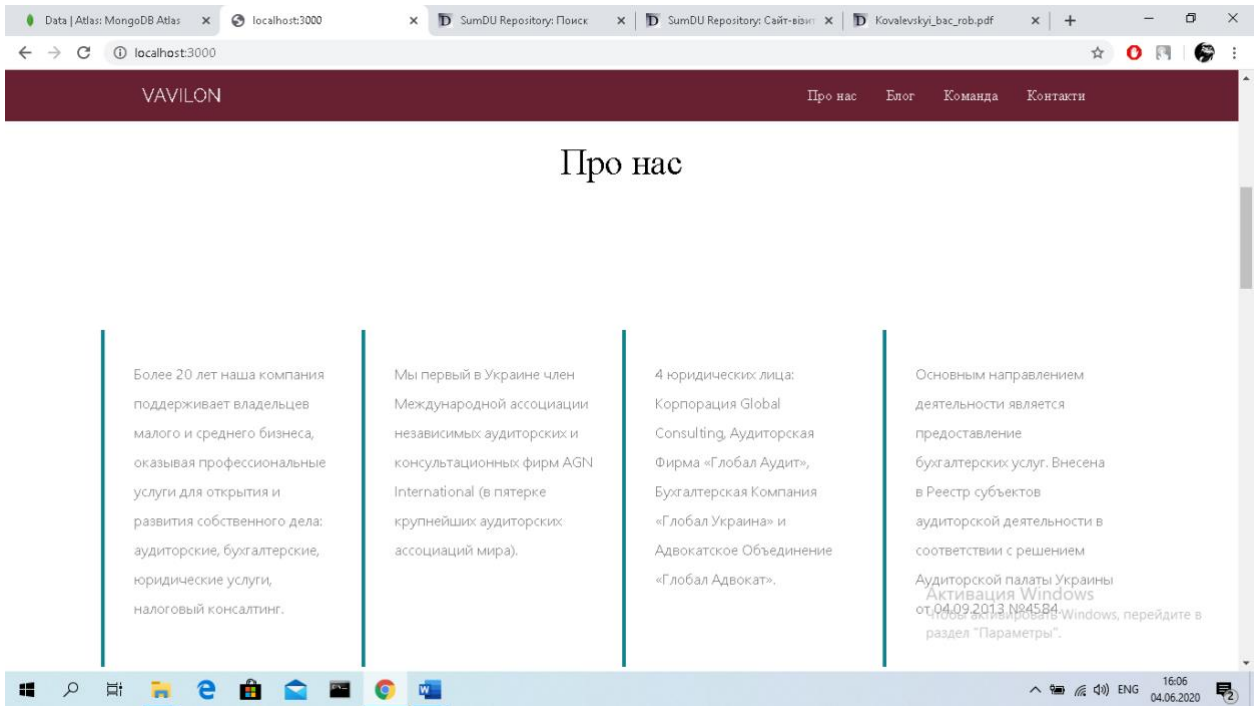 Data | Atlas: MongoDB Atlas
localhost:3000
SumDU Repository: Поиск
SumDU Repository: Сайт-візит
Kovalevskyi_bac_rob.pdf
localhost:3000
VAVILON
Про нас
Блог
Команда
Контакти
Про нас
Более 20 лет наша компания
поддерживает владельцев
малого и среднего бизнеса,
оказывая профессиональные
услуги для открытия и
развития собственного дела:
аудиторские, бухгалтерские,
юридические услуги,
налоговый консалтинг.
Мы первый в Украине член
Международной ассоциации
независимых аудиторских и
консультационных фирм AGN
International (в пятерке
крупнейших аудиторских
ассоциаций мира).
4 юридических лица:
Корпорация Global
Consulting, Аудиторская
Фирма «Глобал Аудит»,
Бухгалтерская Компания
«Глобал Украина» и
Адвокатское Объединение
«Глобал Адвокат».
Основным направлением
деятельности является
предоставление
бухгалтерских услуг. Внесена
в Реестр субъектов
аудиторской деятельности в
соответствии с решением
Аудиторской палаты Украины
от 04.09.2013 №4584.
Активация Windows
Чтобы активировать Windows, перейдите в
раздел "Параметры".
ENG
16:06
04.06.2020
2